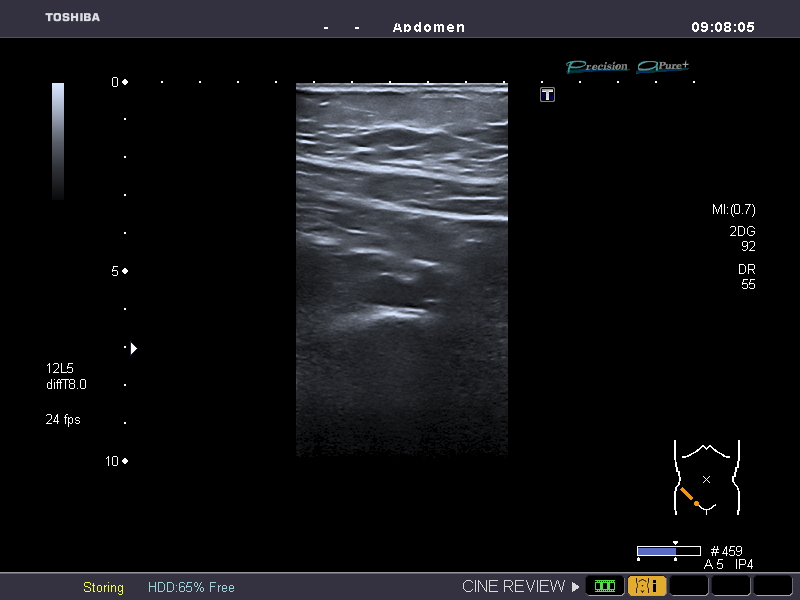 TOSHIBA
- - Abdomen 09:08:05
Precision APure+
0
T
MI:(0.7)
2DG
92
DR
55
5
12L5
diffT8.0
24 fps
10
# 459
A 5 IP4
Storing HDD:65% Free CINE REVIEW